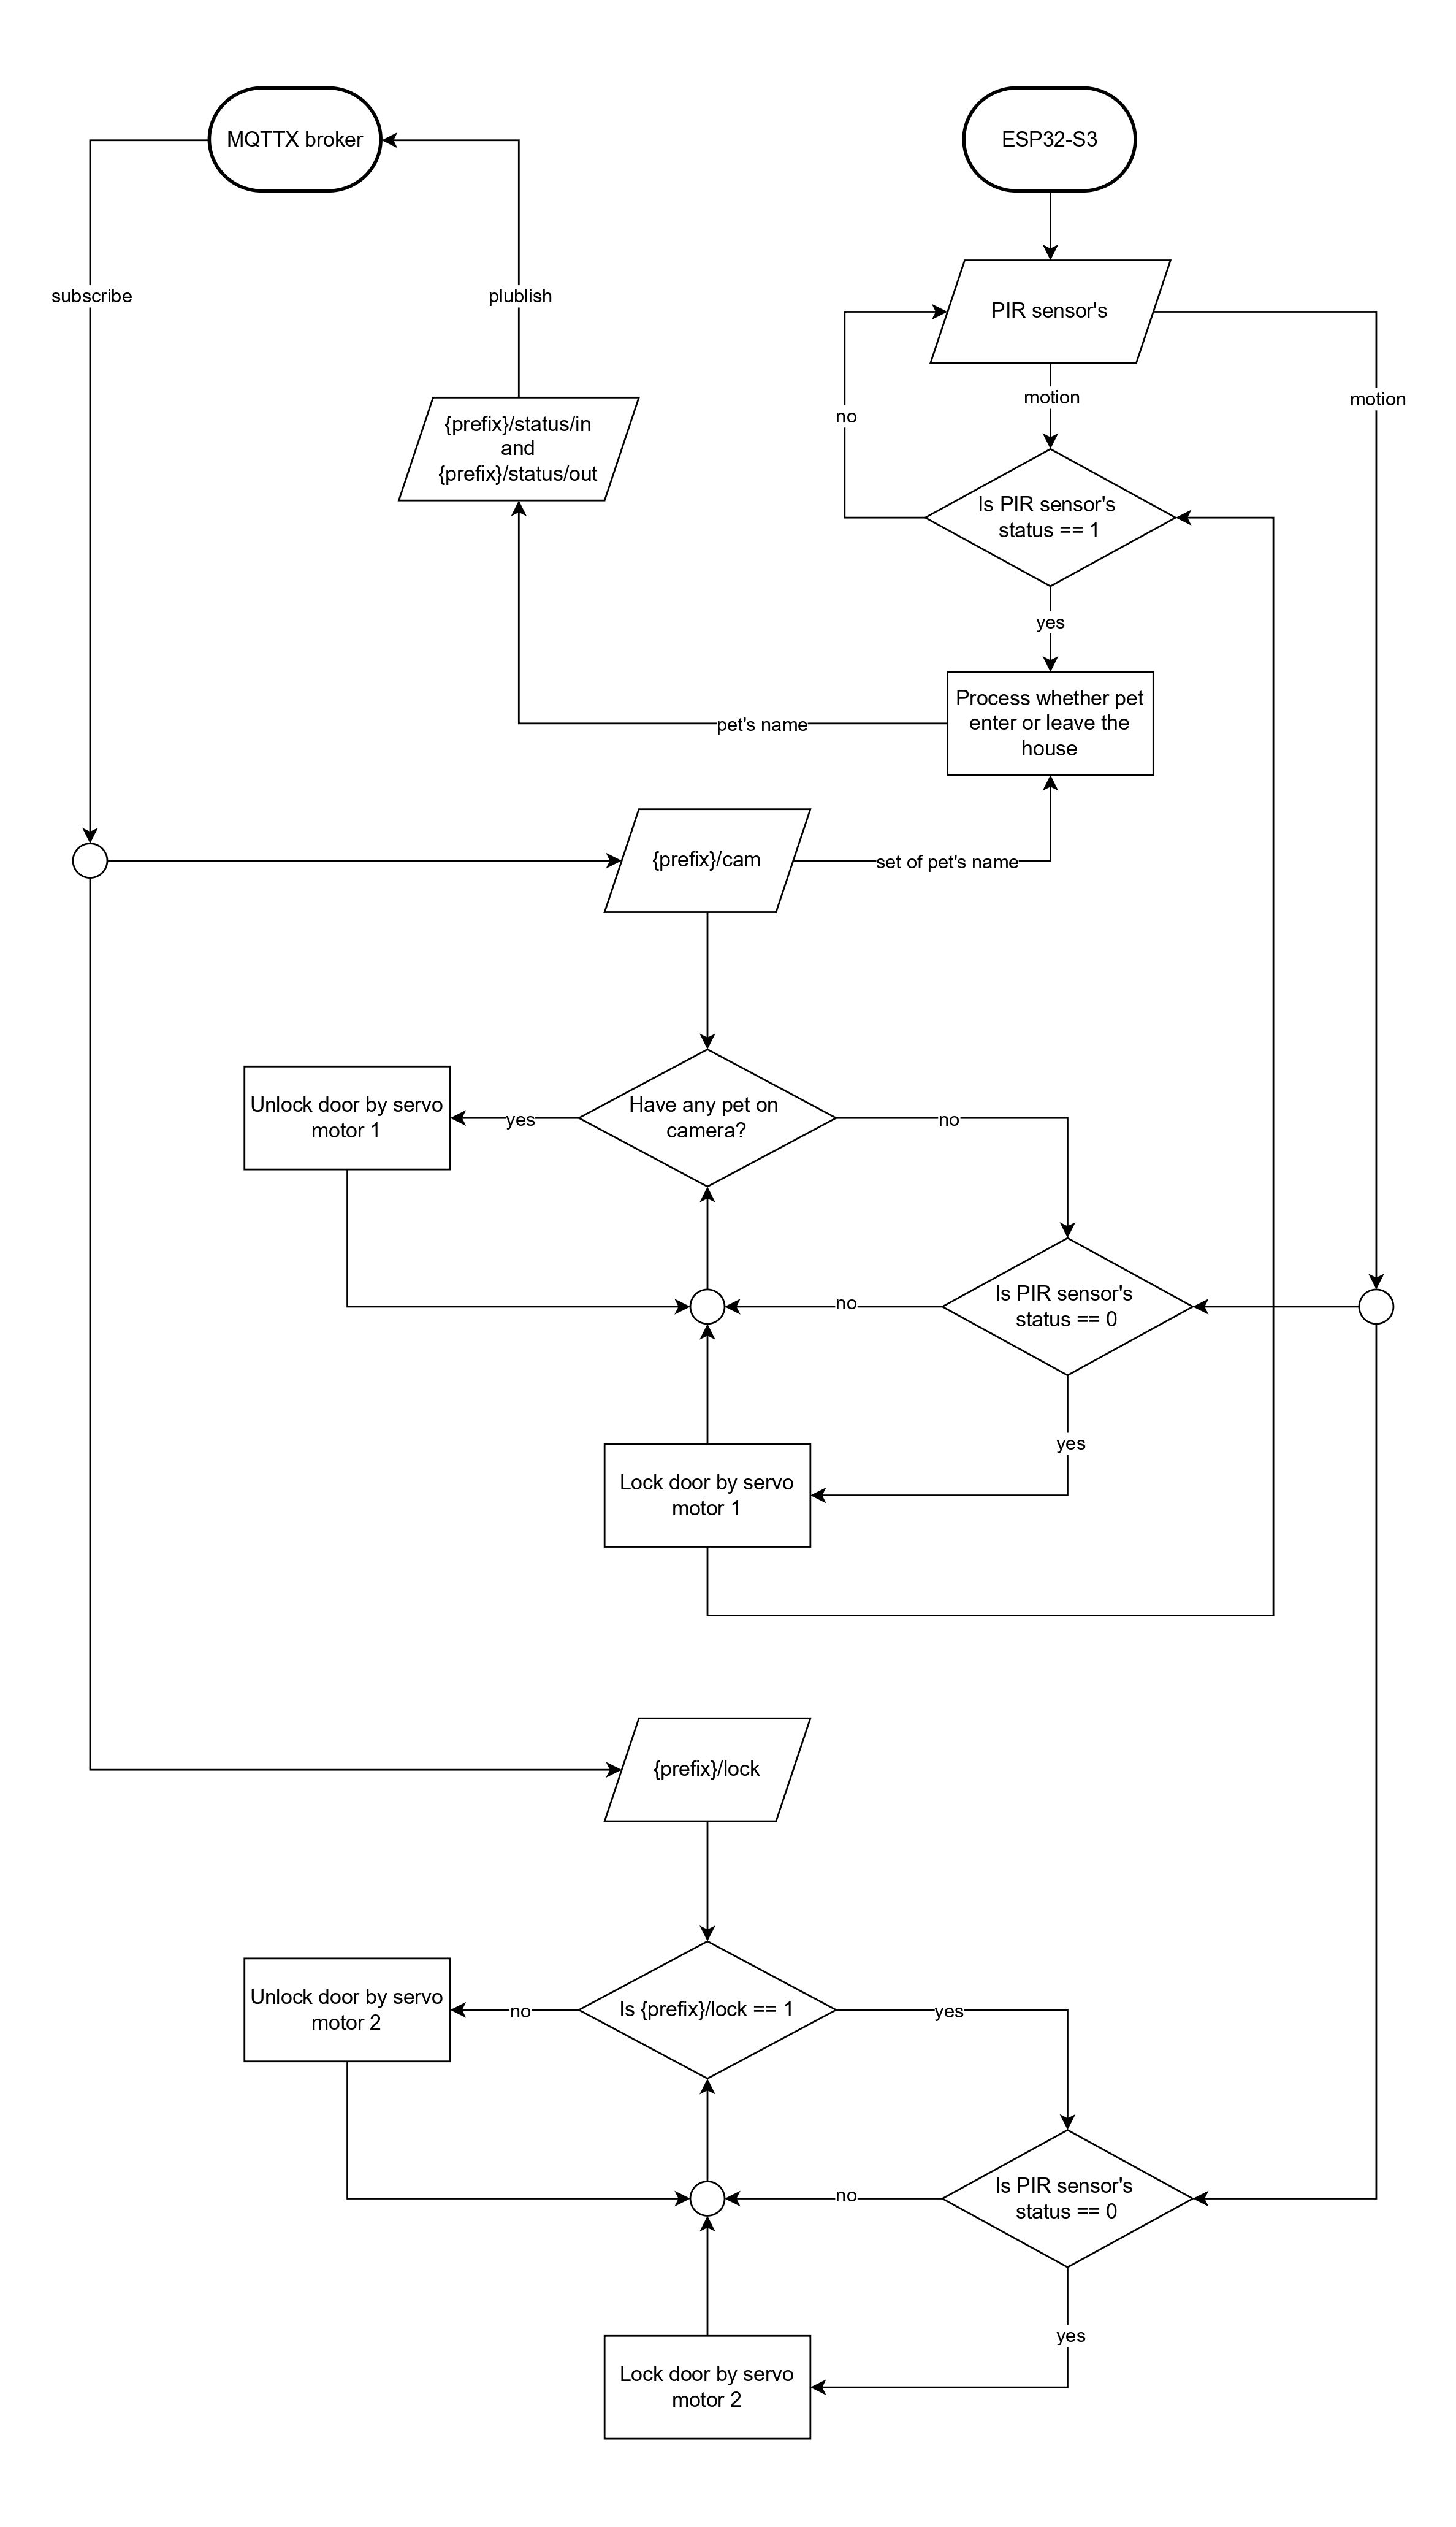 MQTTX broker
ESP32-S3
subscribe
plublish
PIR sensor's
motion
motion
no
{prefix}/status/in
and
{prefix}/status/out
Is PIR sensor's
status == 1
yes
Process whether pet
enter or leave the
house
pet's name
{prefix}/cam
set of pet's name
Have any pet on
camera?
yes
no
Unlock door by servo
motor 1
Is PIR sensor's
status == 0
no
yes
Lock door by servo
motor 1
{prefix}/lock
Is {prefix}/lock == 1
no
yes
Unlock door by servo
motor 2
Is PIR sensor's
status == 0
no
yes
Lock door by servo
motor 2